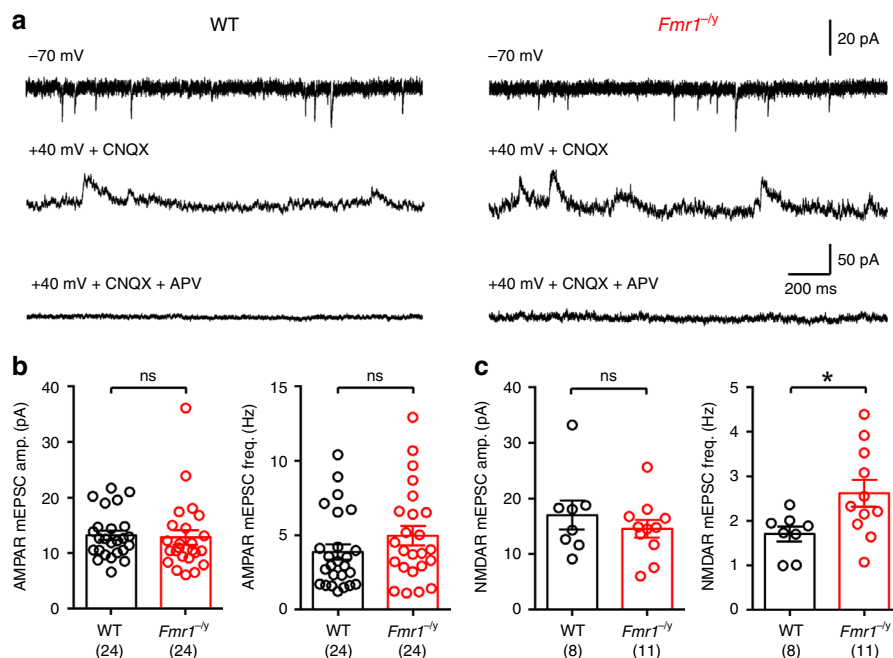 a
WT
Fmr1⁻/ʸ
20 pA
–70 mV
+40 mV + CNQX
+40 mV + CNQX
50 pA
200 ms
+40 mV + CNQX + APV
+40 mV + CNQX + APV
b
ns
AMPAR mEPSC amp. (pA)
40
30
20
10
0
WT
(24)
Fmr1⁻/ʸ
(24)
ns
AMPAR mEPSC freq. (Hz)
15
10
5
0
WT
(24)
Fmr1⁻/ʸ
(24)
c
ns
NMDAR mEPSC amp. (pA)
40
30
20
10
0
WT
(8)
Fmr1⁻/ʸ
(11)
*
NMDAR mEPSC freq. (Hz)
5
4
3
2
1
0
WT
(8)
Fmr1⁻/ʸ
(11)